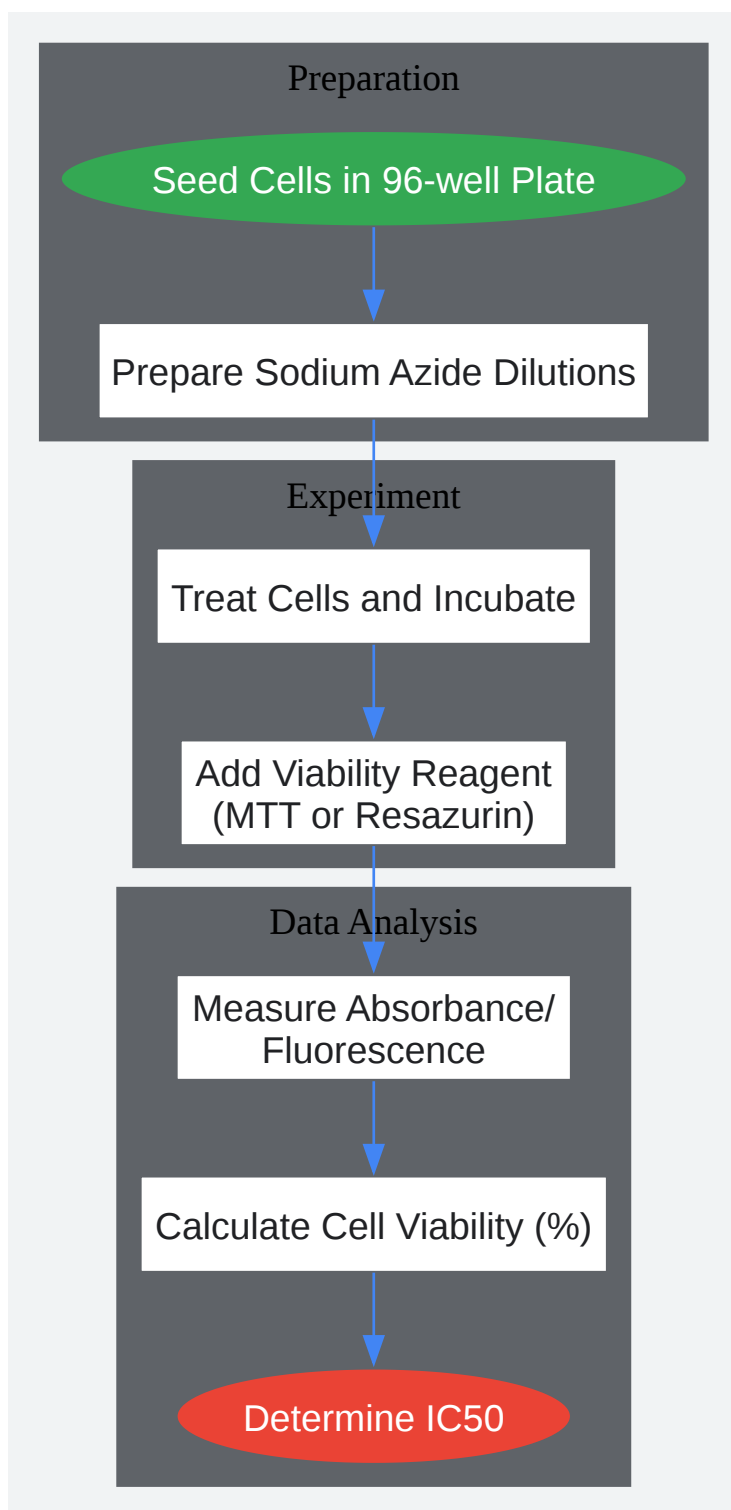 Preparation
Seed Cells in 96-well Plate
Prepare Sodium Azide Dilutions
Experiment
Treat Cells and Incubate
Add Viability Reagent
(MTT or Resazurin)
Data Analysis
Measure Absorbance/
Fluorescence
Calculate Cell Viability (%)
Determine IC50